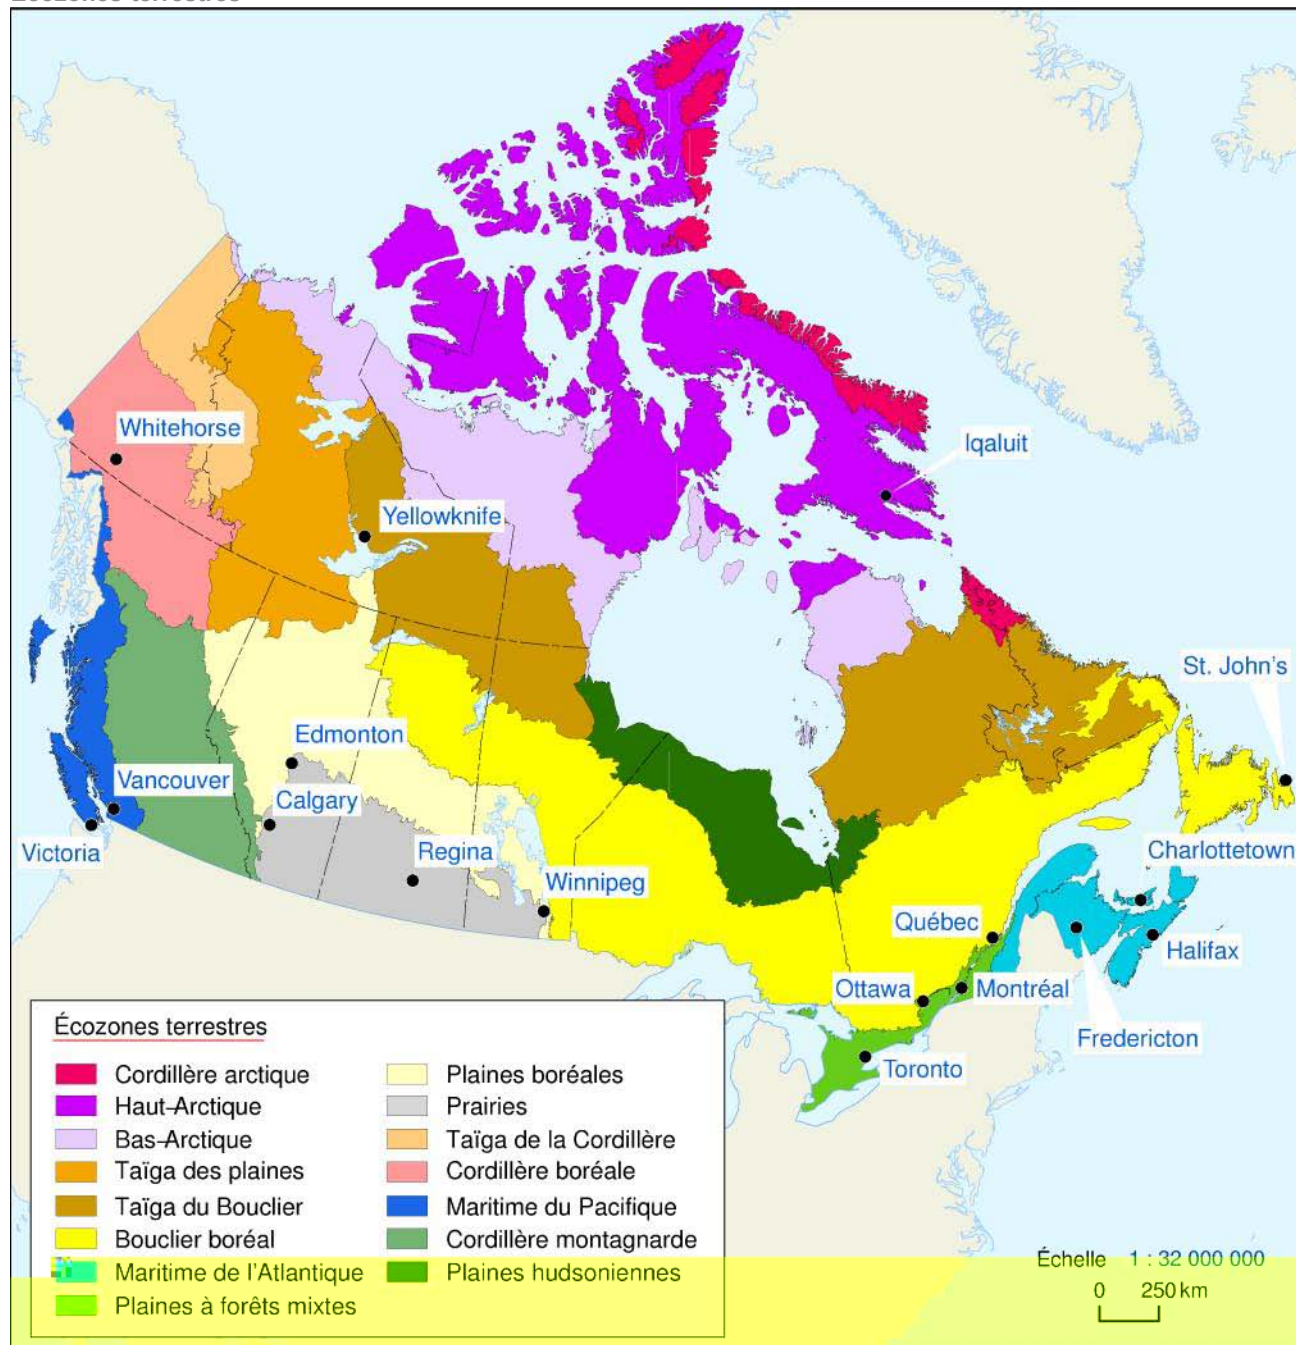 Écozones terrestres
Whitehorse
Iqaluit
Yellowknife
St. John's
Edmonton
Vancouver
Calgary
Victoria
Regina
Winnipeg
Charlottetown
Québec
Halifax
Ottawa
Montréal
Fredericton
Toronto
Écozones terrestres
Cordillère arctique
Haut–Arctique
Bas–Arctique
Taïga des plaines
Taïga du Bouclier
Bouclier boréal
Maritime de l'Atlantique
Plaines à forêts mixtes
Plaines boréales
Prairies
Taïga de la Cordillère
Cordillère boréale
Maritime du Pacifique
Cordillère montagnarde
Plaines hudsoniennes
Échelle 1 : 32 000 000
0 250 km